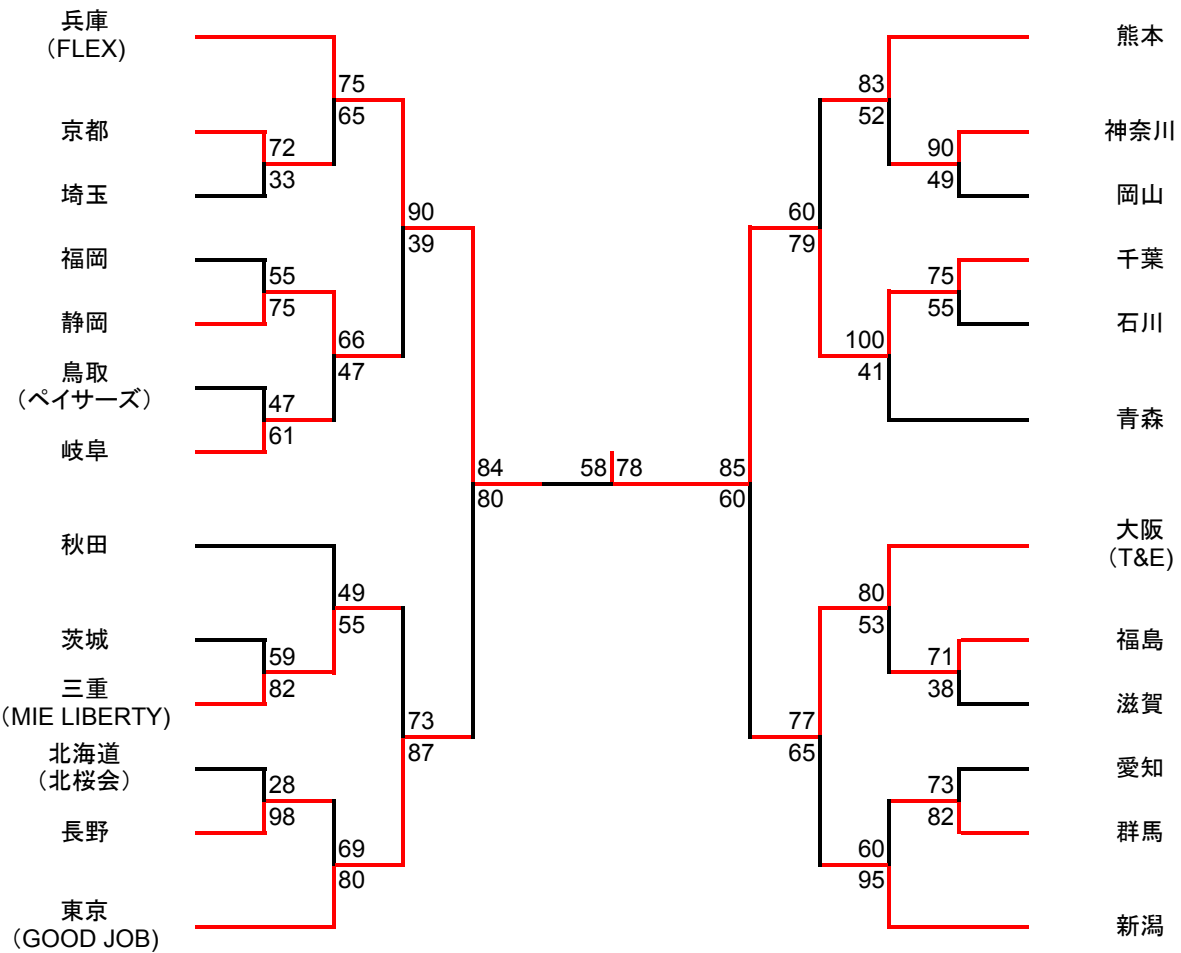 兵庫
（FLEX)
75
65
京都
72
33
埼玉
90
39
福岡
55
75
静岡
66
47
鳥取
（ペイサーズ）
47
61
岐阜
84
80
秋田
49
55
茨城
59
82
三重
（MIE LIBERTY)
73
87
北海道
（北桜会）
28
98
長野
69
80
東京
（GOOD JOB)
58 78
熊本
83
52
神奈川
90
49
岡山
60
79
千葉
75
55
石川
100
41
青森
85
60
大阪
（T&E)
80
53
福島
71
38
滋賀
77
65
愛知
73
82
群馬
60
95
新潟